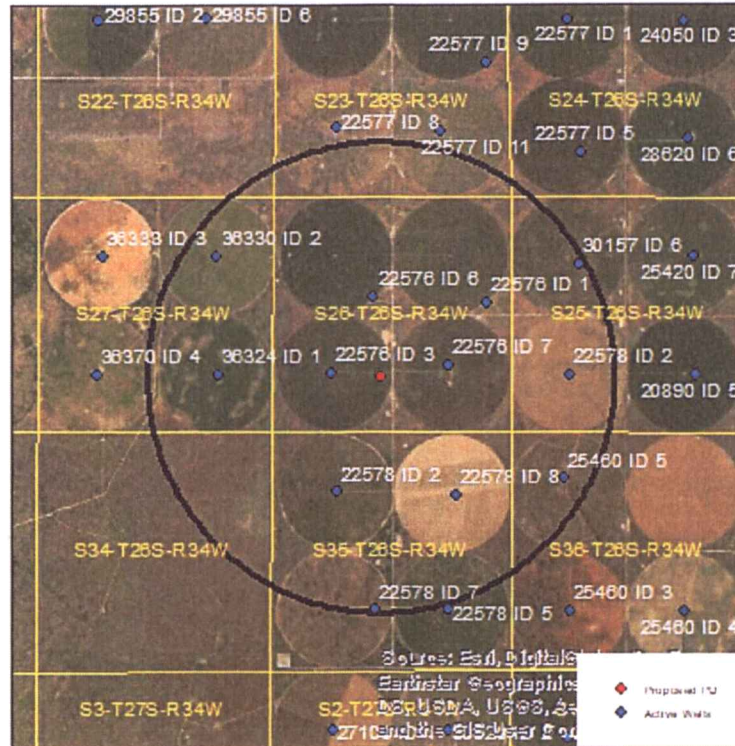 29855 ID 2
29855 ID 6
22577 ID 9
22577 ID 1
24050 ID 3
S22-T26S-R34W
S23-T26S-R34W
S24-T26S-R34W
22577 ID 8
22577 ID 11
22577 ID 5
28620 ID 6
36333 ID 3
36330 ID 2
30157 ID 6
25420 ID 7
22576 ID 6
22576 ID 1
S27-T26S-R34W
S26-T26S-R34W
S25-T26S-R34W
36370 ID 4
36324 ID 1
22576 ID 3
22576 ID 7
22578 ID 2
20890 ID 5
22578 ID 2
22578 ID 8
25460 ID 5
S34-T26S-R34W
S35-T26S-R34W
S36-T26S-R34W
22578 ID 7
22578 ID 5
25460 ID 3
25460 ID 4
Source: Esri,
Earthstar Geographics
USDA, USGS,
and the GIS User
S3-T27S-R34W
Proposed PD
Active Wells